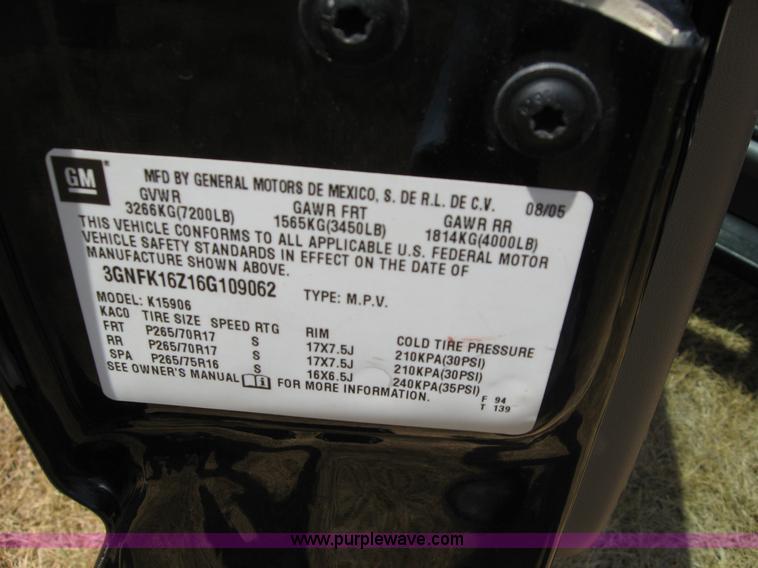 GM
MFD BY GENERAL MOTORS DE MEXICO, S. DE R.L. DE C.V. 08/05
GVWR GAWR FRT GAWR RR
3266KG(7200LB) 1565KG(3450LB) 1814KG(4000LB)
THIS VEHICLE CONFORMS TO ALL APPLICABLE U.S. FEDERAL MOTOR
VEHICLE SAFETY STANDARDS IN EFFECT ON THE DATE OF
MANUFACTURE SHOWN ABOVE.
3GNFK16Z16G109062 TYPE: M.P.V.
MODEL: K15906
KACO TIRE SIZE SPEED RTG RIM COLD TIRE PRESSURE
FRT P265/70R17 S 17X7.5J 210KPA(30PSI)
RR P265/70R17 S 17X7.5J 210KPA(30PSI)
SPA P265/75R16 S 16X6.5J 240KPA(35PSI)
SEE OWNER'S MANUAL FOR MORE INFORMATION.
F 94
T 139
www.purplewave.com